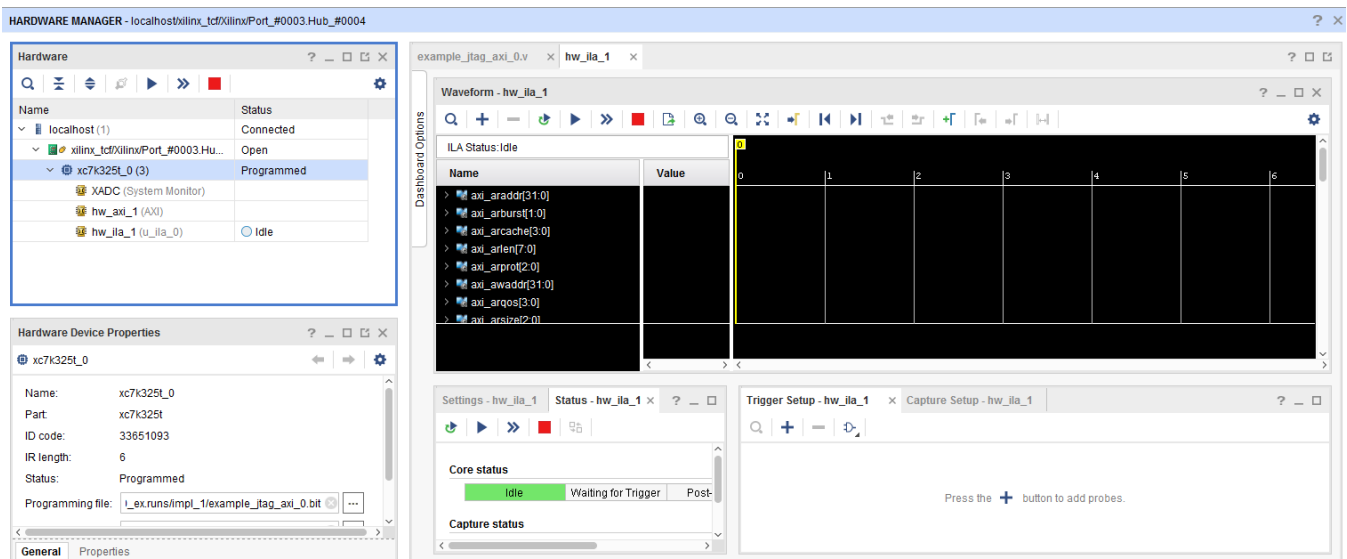 HARDWARE MANAGER - localhost/xilinx_tcf/Xilinx/Port_#0003.Hub_#0004
Hardware
Name Status
localhost (1) Connected
xilinx_tcf/Xilinx/Port_#0003.Hu... Open
xc7k325t_0 (3) Programmed
XADC (System Monitor)
hw_axi_1 (AXI)
hw_ila_1 (u_ila_0) Idle
Hardware Device Properties
xc7k325t_0
Name: xc7k325t_0
Part: xc7k325t
ID code: 33651093
IR length: 6
Status: Programmed
Programming file: i_ex.runs/impl_1/example_jtag_axi_0.bit
General Properties
example_jtag_axi_0.v hw_ila_1
Dashboard Options
Waveform - hw_ila_1
ILA Status:Idle
Name Value
0
0 1 2 3 4 5 6
axi_araddr[31:0]
axi_arburst[1:0]
axi_arcache[3:0]
axi_arlen[7:0]
axi_arprot[2:0]
axi_awaddr[31:0]
axi_arqos[3:0]
axi_arsize[2:0]
Settings - hw_ila_1 Status - hw_ila_1
Core status
Idle Waiting for Trigger Post-
Capture status
Trigger Setup - hw_ila_1 Capture Setup - hw_ila_1
Press the + button to add probes.